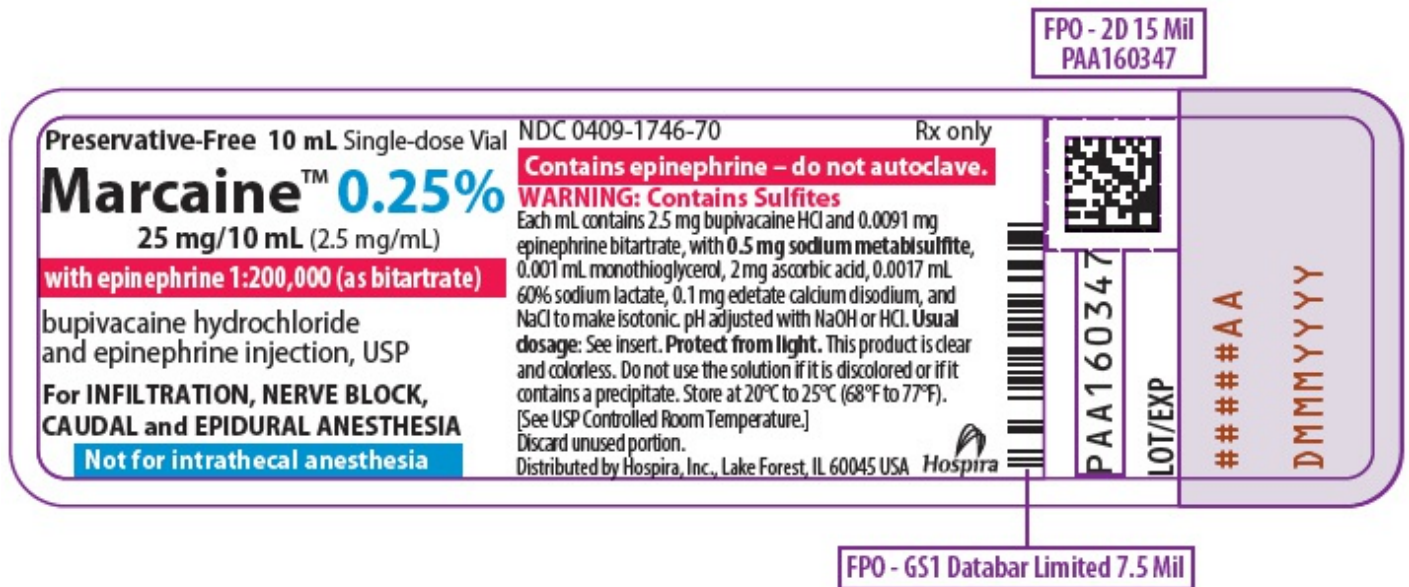 FPO - 2D 15 Mil
PAA160347
Preservative-Free 10 mL Single-dose Vial
Marcaine™ 0.25%
25 mg/10 mL (2.5 mg/mL)
with epinephrine 1:200,000 (as bitartrate)
bupivacaine hydrochloride
and epinephrine injection, USP
For INFILTRATION, NERVE BLOCK,
CAUDAL and EPIDURAL ANESTHESIA
Not for intrathecal anesthesia
NDC 0409-1746-70 Rx only
Contains epinephrine – do not autoclave.
WARNING: Contains Sulfites
Each mL contains 2.5 mg bupivacaine HCl and 0.0091 mg
epinephrine bitartrate, with 0.5 mg sodium metabisulfite,
0.001 mL monothioglycerol, 2 mg ascorbic acid, 0.0017 mL
60% sodium lactate, 0.1 mg edetate calcium disodium, and
NaCl to make isotonic. pH adjusted with NaOH or HCl. Usual
dosage: See insert. Protect from light. This product is clear
and colorless. Do not use the solution if it is discolored or if it
contains a precipitate. Store at 20°C to 25°C (68°F to 77°F).
[See USP Controlled Room Temperature.]
Discard unused portion.
Distributed by Hospira, Inc., Lake Forest, IL 60045 USA Hospira
PAA160347
LOT/EXP
#####AA
DMMMYYYY
FPO - GS1 Databar Limited 7.5 Mil